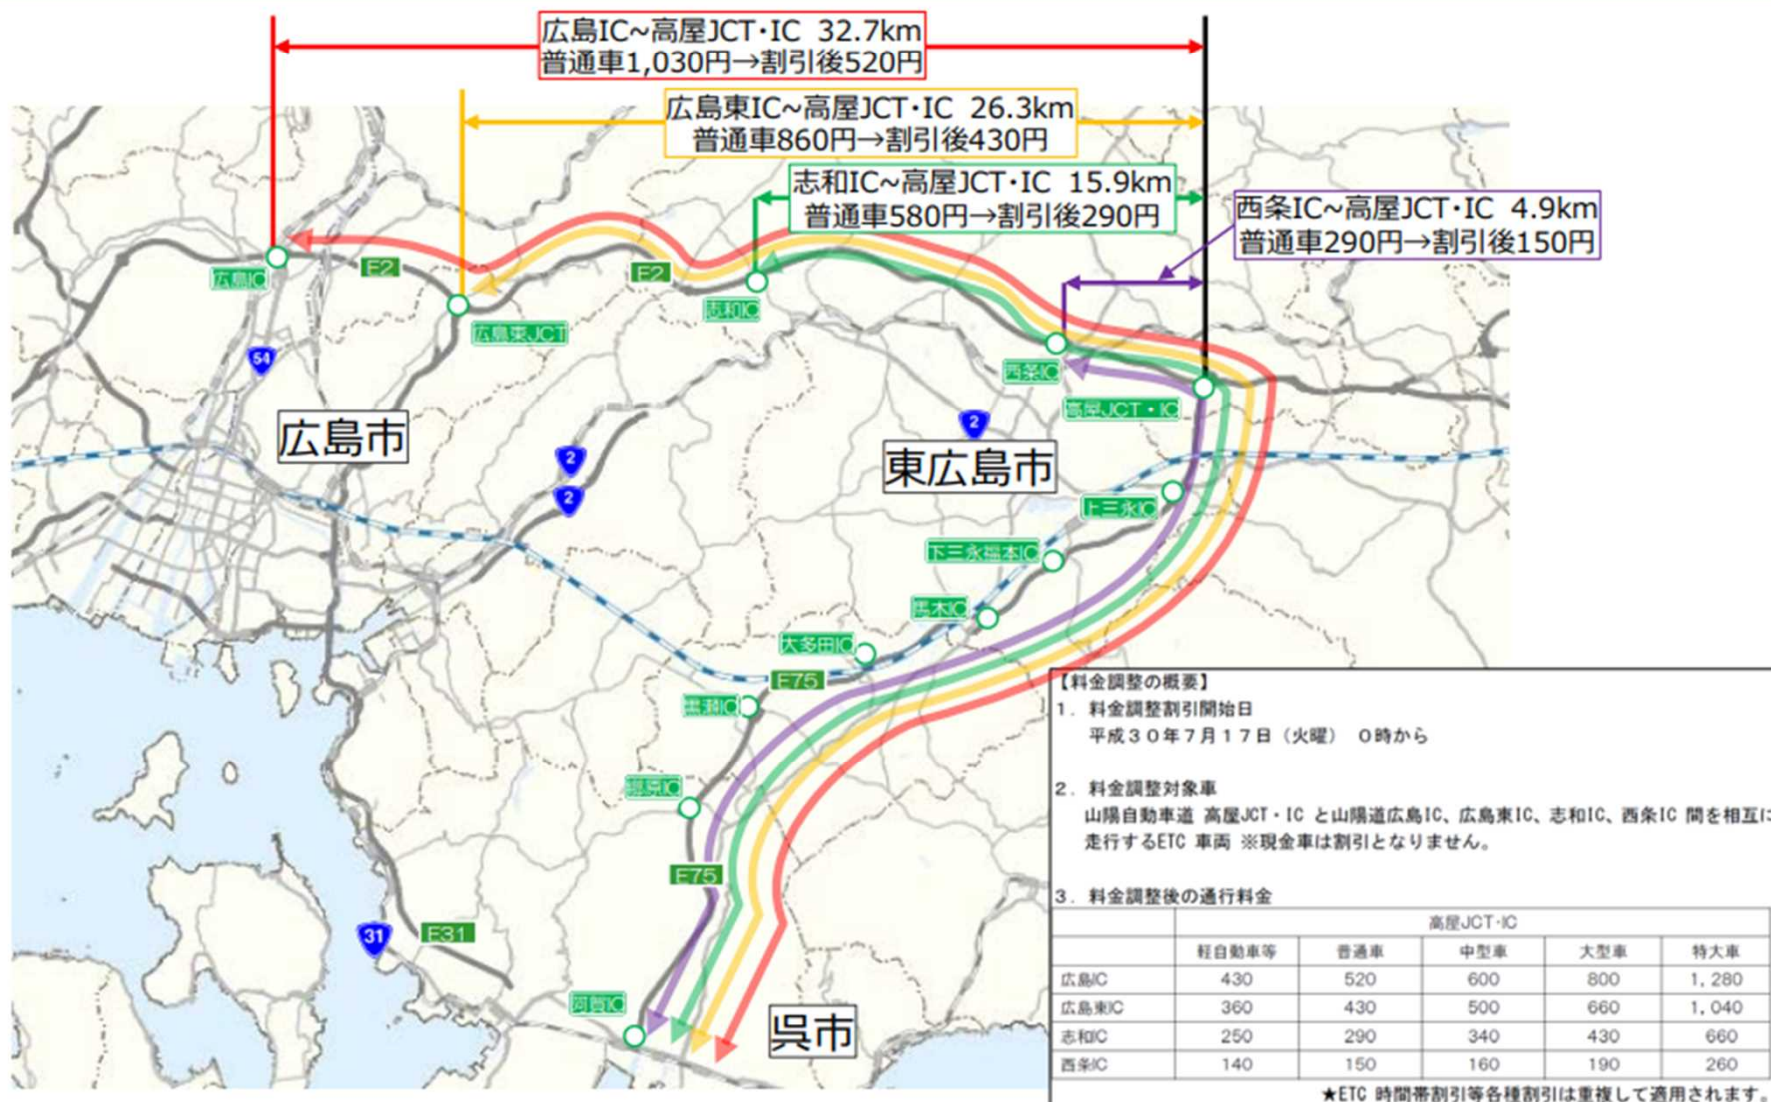 広島IC~高屋JCT・IC 32.7km
普通車1,030円→割引後520円
広島東IC~高屋JCT・IC 26.3km
普通車860円→割引後430円
志和IC~高屋JCT・IC 15.9km
普通車580円→割引後290円
西条IC~高屋JCT・IC 4.9km
普通車290円→割引後150円
広島IC
E2
E2
志和IC
広島東JCT
54
西条IC
高屋JCT・IC
広島市
2
2
2
東広島市
上三永IC
下三永福本IC
馬木IC
大多田IC
E75
黒瀬IC
郷原IC
E75
31
E31
阿賀IC
呉市
【料金調整の概要】
1. 料金調整割引開始日
平成30年7月17日（火曜） 0時から
2. 料金調整対象車
山陽自動車道 高屋JCT・IC と山陽道広島IC、広島東IC、志和IC、西条IC 間を相互に
走行するETC 車両 ※現金車は割引となりません。
3. 料金調整後の通行料金
高屋JCT・IC
軽自動車等 普通車 中型車 大型車 特大車
広島IC 430 520 600 800 1,280
広島東IC 360 430 500 660 1,040
志和IC 250 290 340 430 660
西条IC 140 150 160 190 260
★ETC 時間帯割引等各種割引は重複して適用されます。